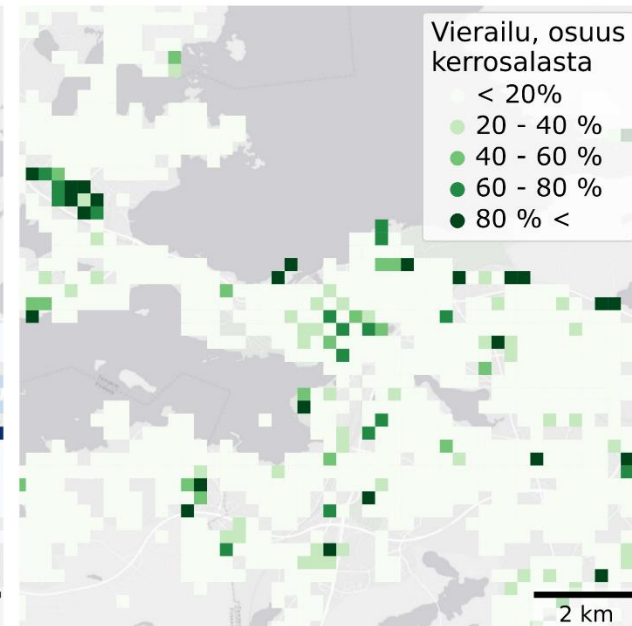 Vierailu, osuus
kerrosalasta
< 20%
20 - 40 %
40 - 60 %
60 - 80 %
80 % <
2 km